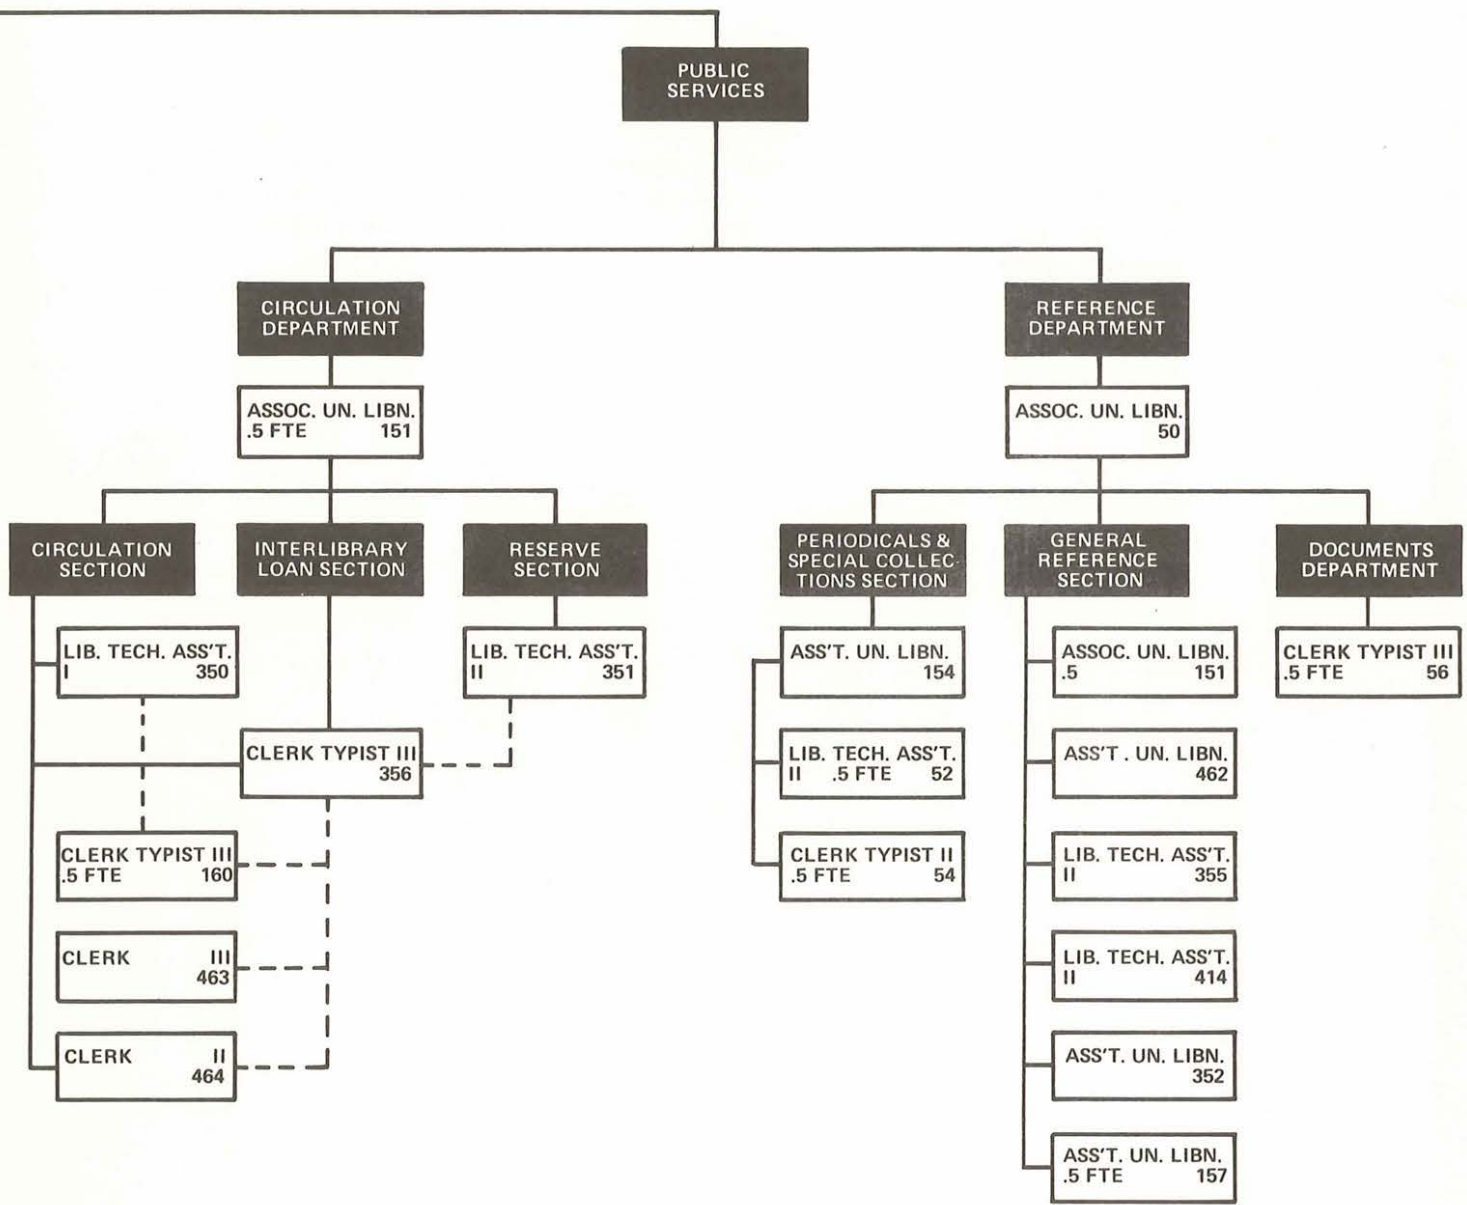 PUBLIC
SERVICES
CIRCULATION
DEPARTMENT
REFERENCE
DEPARTMENT
ASSOC. UN. LIBN.
.5 FTE 151
ASSOC. UN. LIBN.
50
CIRCULATION
SECTION
INTERLIBRARY
LOAN SECTION
RESERVE
SECTION
PERIODICALS &
SPECIAL COLLEC-
TIONS SECTION
GENERAL
REFERENCE
SECTION
DOCUMENTS
DEPARTMENT
LIB. TECH. ASS'T.
I 350
LIB. TECH. ASS'T.
II 351
ASS'T. UN. LIBN.
154
ASSOC. UN. LIBN.
.5 151
CLERK TYPIST III
.5 FTE 56
CLERK TYPIST III
356
LIB. TECH. ASS'T.
II .5 FTE 52
ASS'T . UN. LIBN.
462
CLERK TYPIST III
.5 FTE 160
CLERK TYPIST II
.5 FTE 54
LIB. TECH. ASS'T.
II 355
CLERK III
463
LIB. TECH. ASS'T.
II 414
CLERK II
464
ASS'T. UN. LIBN.
352
ASS'T. UN. LIBN.
.5 FTE 157